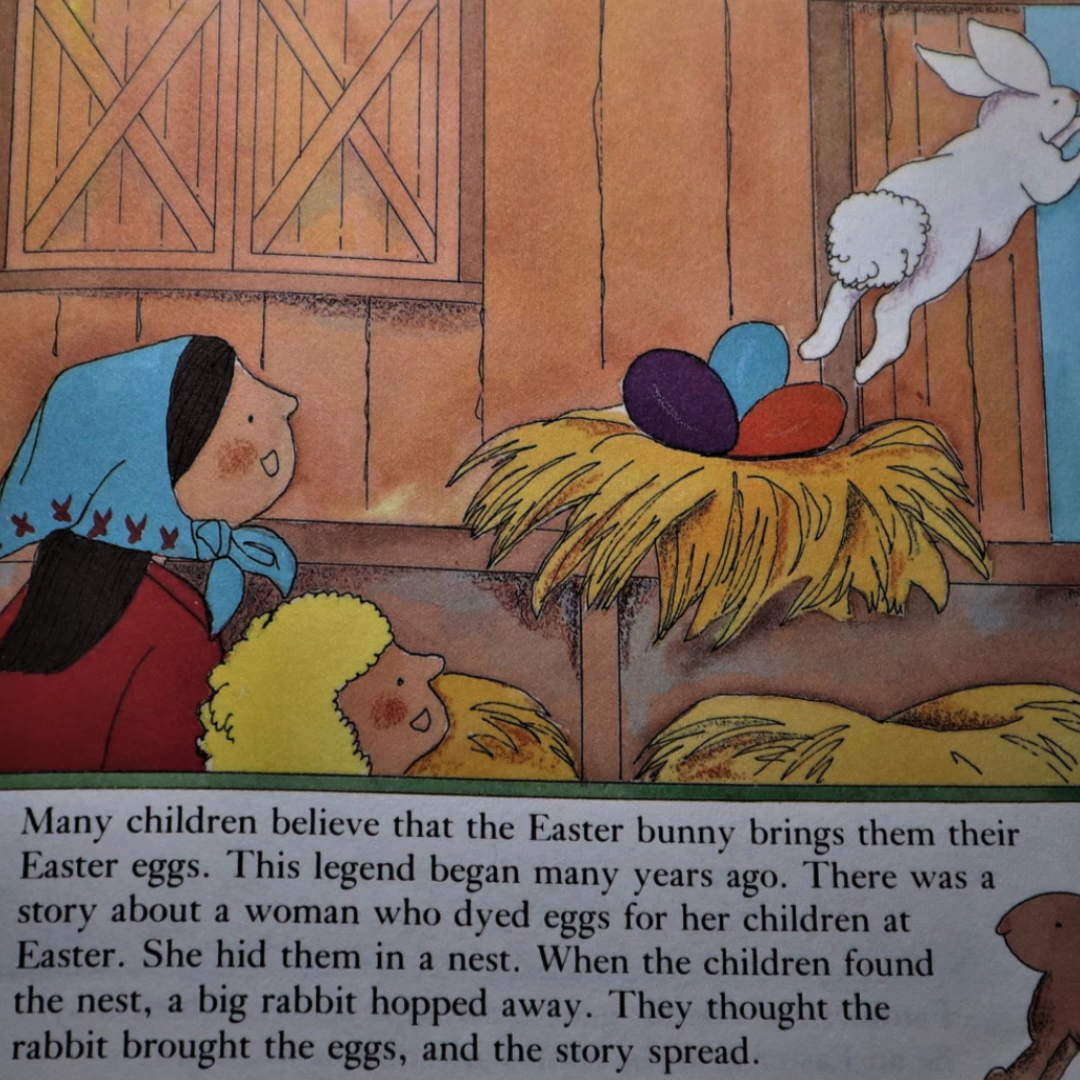 Many children believe that the Easter bunny brings them their
Easter eggs. This legend began many years ago. There was a
story about a woman who dyed eggs for her children at
Easter. She hid them in a nest. When the children found
the nest, a big rabbit hopped away. They thought the
rabbit brought the eggs, and the story spread.